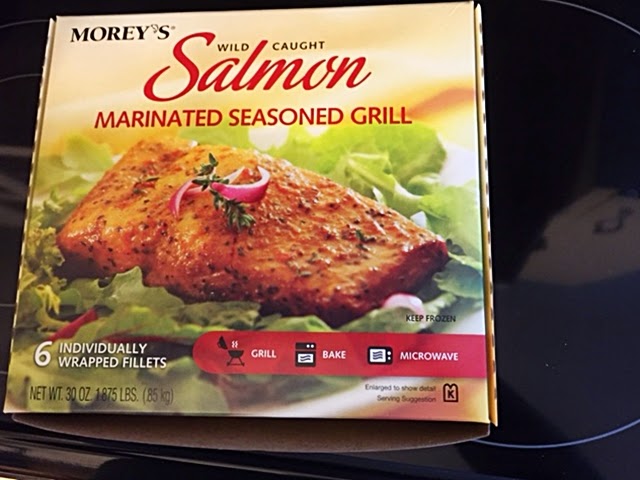 MOREY'S®
WILD CAUGHT
Salmon
MARINATED SEASONED GRILL
KEEP FROZEN
6 INDIVIDUALLY
WRAPPED FILLETS
GRILL BAKE MICROWAVE
NET WT. 30 OZ. 1.875 LBS. (.85 kg)
Enlarged to show detail
Serving Suggestion
K